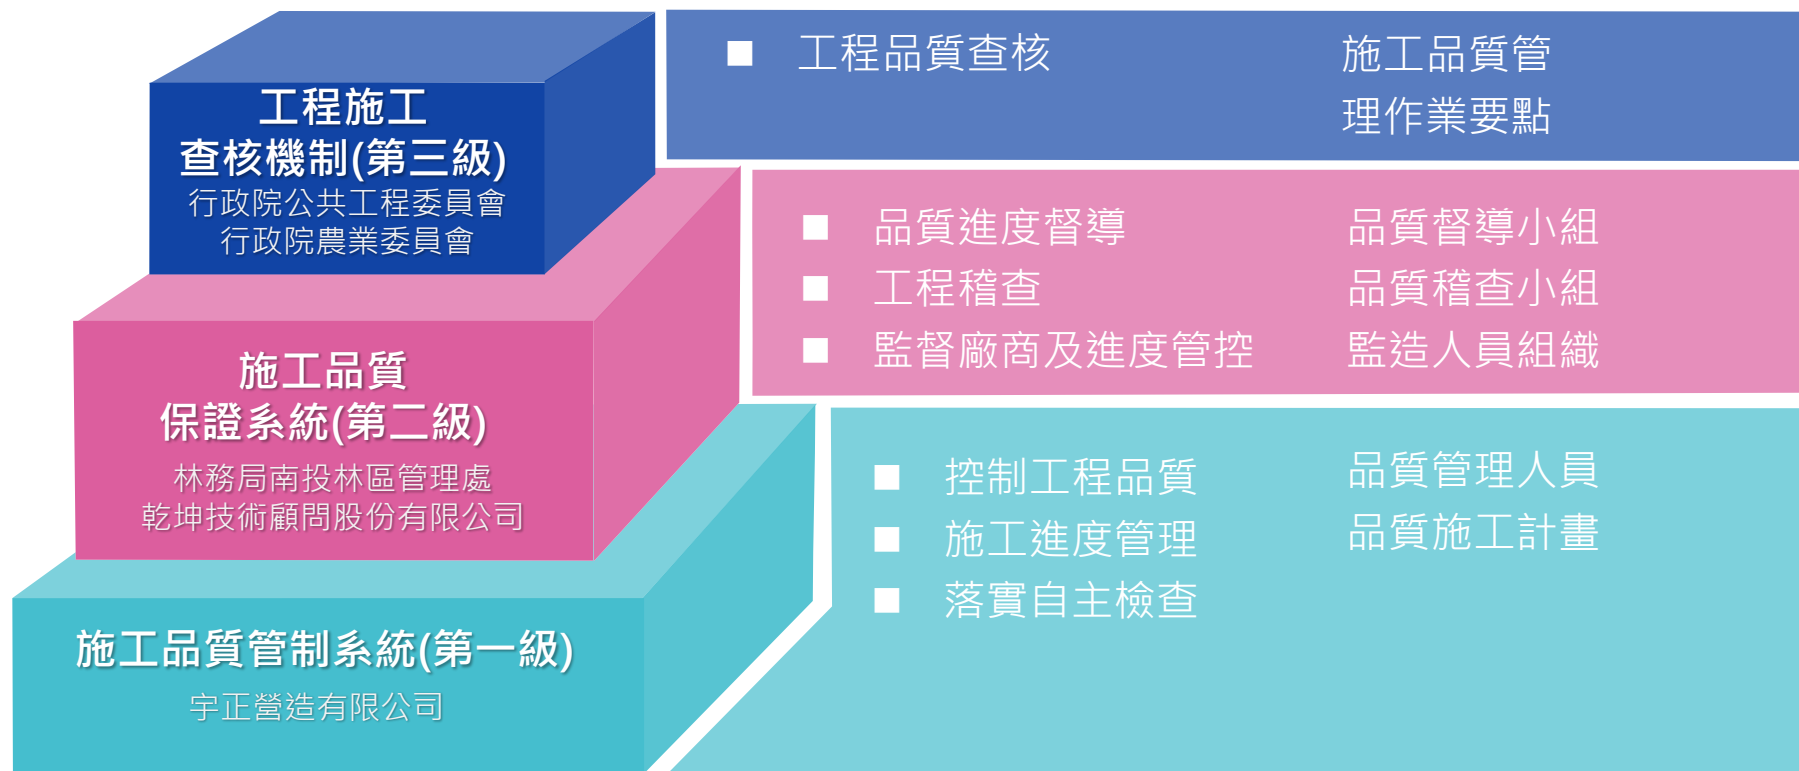 工程施工
查核機制(第三級)
行政院公共工程委員會
行政院農業委員會
工程品質查核
施工品質管
理作業要點
施工品質
保證系統(第二級)
林務局南投林區管理處
乾坤技術顧問股份有限公司
品質進度督導
品質督導小組
工程稽查
品質稽查小組
監督廠商及進度管控
監造人員組織
施工品質管制系統(第一級)
宇正營造有限公司
控制工程品質
品質管理人員
施工進度管理
品質施工計畫
落實自主檢查